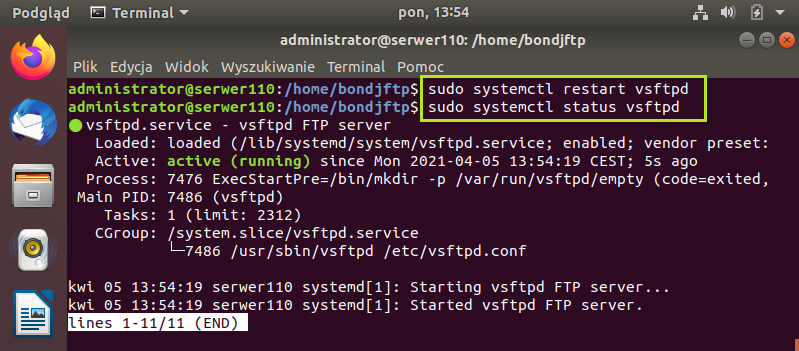 Podgląd Terminal pon, 13:54
administrator@serwer110: /home/bondjftp
Plik Edycja Widok Wyszukiwanie Terminal Pomoc
administrator@serwer110:/home/bondjftp$ sudo systemctl restart vsftpd
administrator@serwer110:/home/bondjftp$ sudo systemctl status vsftpd
● vsftpd.service - vsftpd FTP server
Loaded: loaded (/lib/systemd/system/vsftpd.service; enabled; vendor preset:
Active: active (running) since Mon 2021-04-05 13:54:19 CEST; 5s ago
Process: 7476 ExecStartPre=/bin/mkdir -p /var/run/vsftpd/empty (code=exited,
Main PID: 7486 (vsftpd)
Tasks: 1 (limit: 2312)
CGroup: /system.slice/vsftpd.service
└─7486 /usr/sbin/vsftpd /etc/vsftpd.conf
kwi 05 13:54:19 serwer110 systemd[1]: Starting vsftpd FTP server...
kwi 05 13:54:19 serwer110 systemd[1]: Started vsftpd FTP server.
lines 1-11/11 (END)